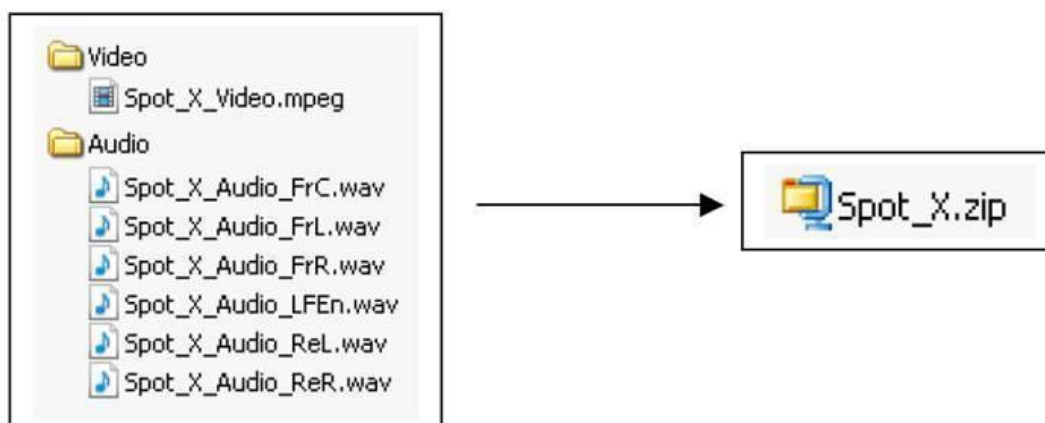 Video
Spot_X_Video.mpeg
Audio
Spot_X_Audio_FrC.wav
Spot_X_Audio_FrL.wav
Spot_X_Audio_FrR.wav
Spot_X_Audio_LFEn.wav
Spot_X_Audio_ReL.wav
Spot_X_Audio_ReR.wav
Spot_X.zip